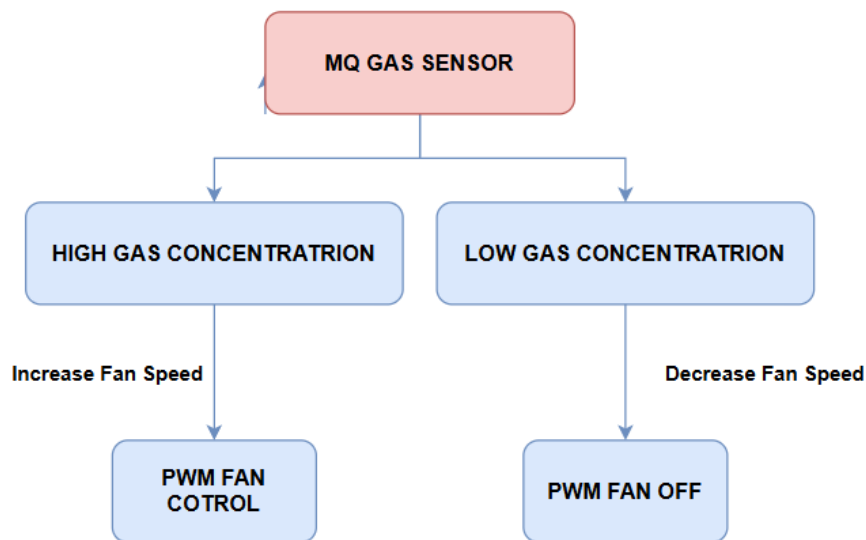 MQ GAS SENSOR
HIGH GAS CONCENTRATRION
LOW GAS CONCENTRATRION
Increase Fan Speed
Decrease Fan Speed
PWM FAN
COTROL
PWM FAN OFF